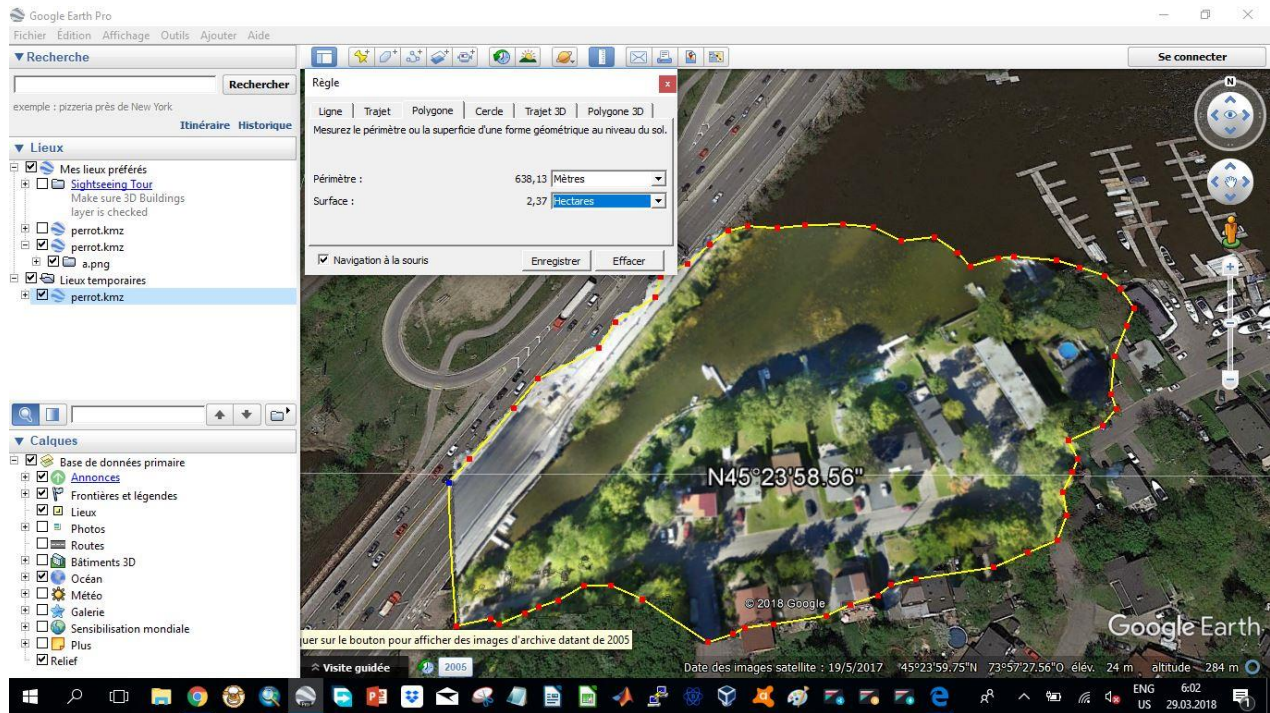 Google Earth Pro
Fichier Édition Affichage Outils Ajouter Aide
▼ Recherche
Rechercher
exemple : pizzeria près de New York
Itinéraire Historique
▼ Lieux
Mes lieux préférés
Sightseeing Tour
Make sure 3D Buildings
layer is checked
perrot.kmz
perrot.kmz
a.png
Lieux temporaires
perrot.kmz
▼ Calques
Base de données primaire
Annonces
Frontières et légendes
Lieux
Photos
Routes
Bâtiments 3D
Océan
Météo
Galerie
Sensibilisation mondiale
Plus
Relief
Se connecter
Règle
x
Ligne Trajet Polygone Cercle Trajet 3D Polygone 3D
Mesurez le périmètre ou la superficie d'une forme géométrique au niveau du sol.
Périmètre : 638,13 Mètres
Surface : 2,37 Hectares
Navigation à la souris Enregistrer Effacer
N
N45°23'58.56"
© 2018 Google
Google Earth
uer sur le bouton pour afficher des images d'archive datant de 2005
Visite guidée 2005 Date des images satellite : 19/5/2017 45°23'59.75"N 73°57'27.56"O élév. 24 m altitude 284 m
Pro
ENG 6:02
US 29.03.2018